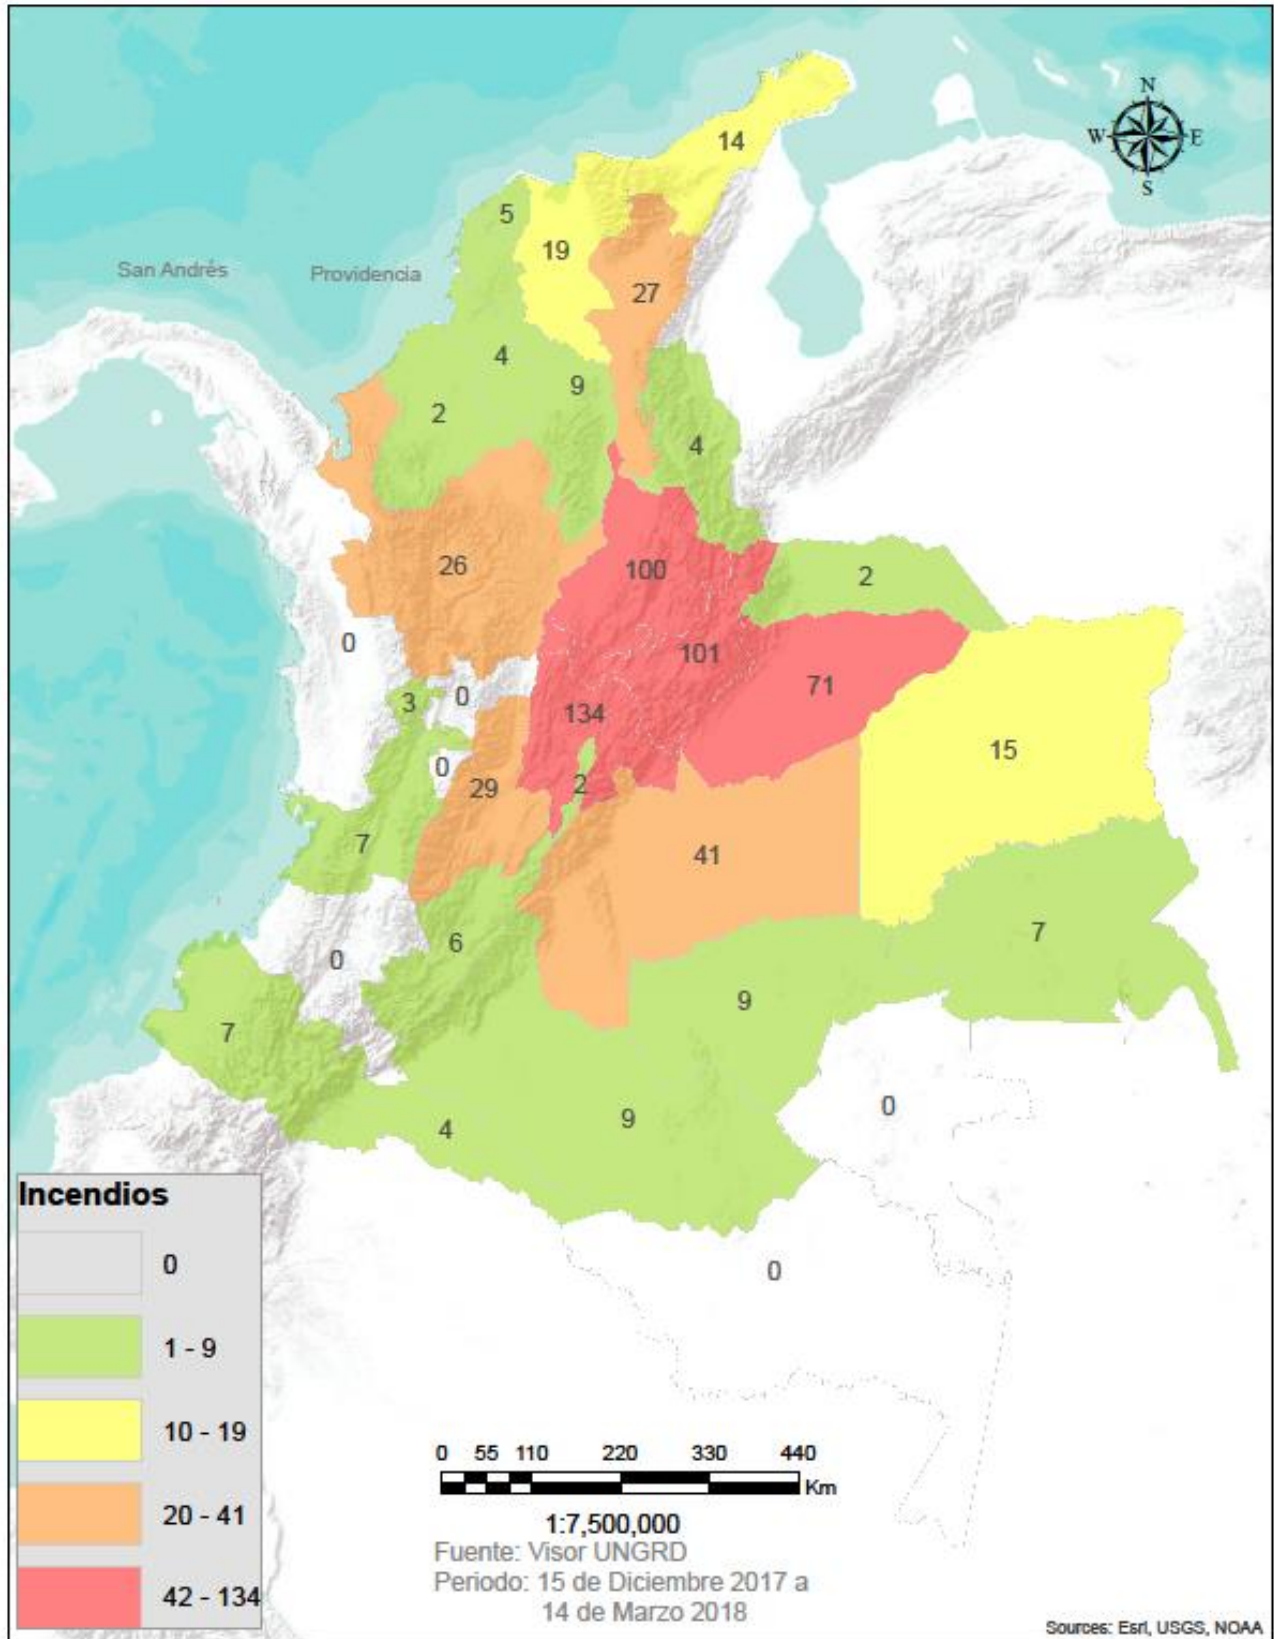 N
W E
S
14
5
19
27
San Andrés
Providencia
4
9
2
4
26
100
2
0
101
71
3
0
134
15
0
29
2
7
41
7
6
0
9
7
0
4
9
0
Incendios
0
1 - 9
10 - 19
20 - 41
42 - 134
0 55 110 220 330 440
Km
1:7,500,000
Fuente: Visor UNGRD
Periodo: 15 de Diciembre 2017 a
14 de Marzo 2018
Sources: Esri, USGS, NOAA